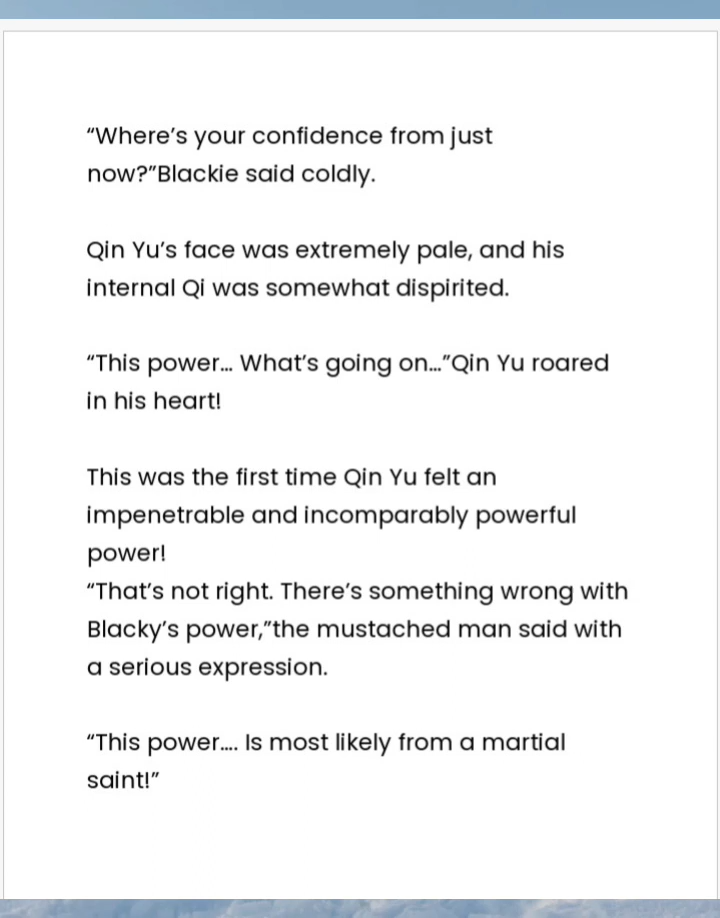 “Where’s your confidence from just
now?”Blackie said coldly.
Qin Yu’s face was extremely pale, and his
internal Qi was somewhat dispirited.
“This power… What’s going on…”Qin Yu roared
in his heart!
This was the first time Qin Yu felt an
impenetrable and incomparably powerful
power!
“That’s not right. There’s something wrong with
Blacky’s power,”the mustached man said with
a serious expression.
“This power…. Is most likely from a martial
saint!”